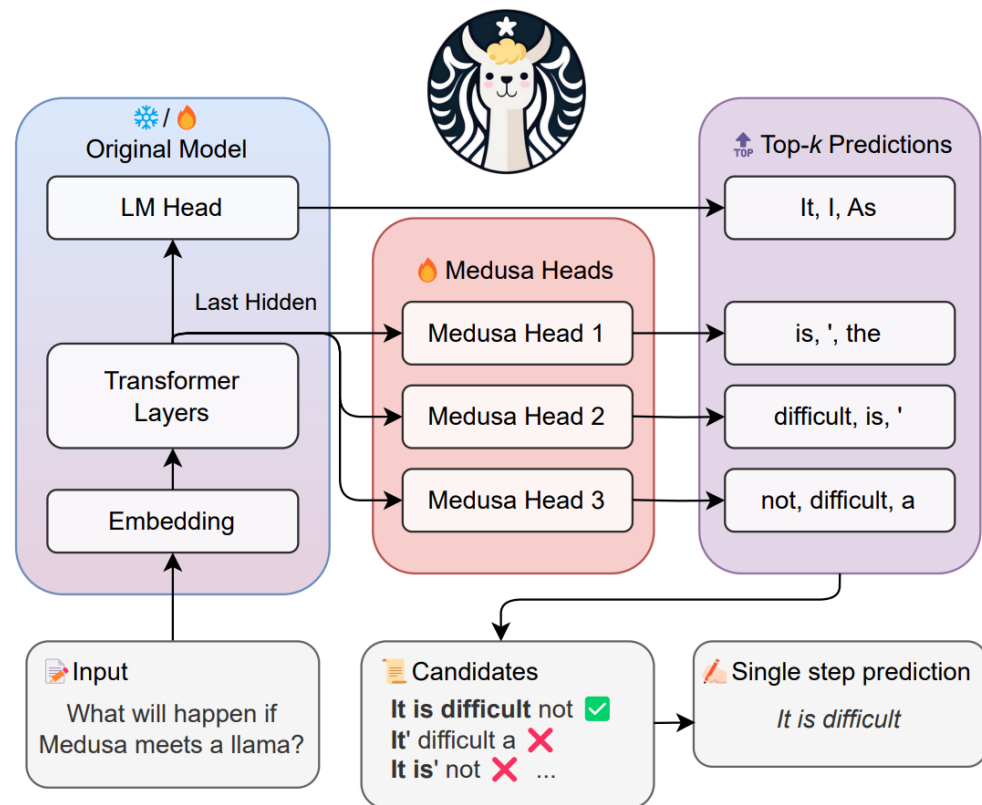 ❄️ / 🔥
Original Model
LM Head
Last Hidden
Transformer
Layers
Embedding
🔥 Medusa Heads
Medusa Head 1
Medusa Head 2
Medusa Head 3
TOP Top-k Predictions
It, I, As
is, ', the
difficult, is, '
not, difficult, a
Input
What will happen if
Medusa meets a llama?
Candidates
It is difficult not ✅
It' difficult a ❌
It is' not ❌ ...
Single step prediction
It is difficult